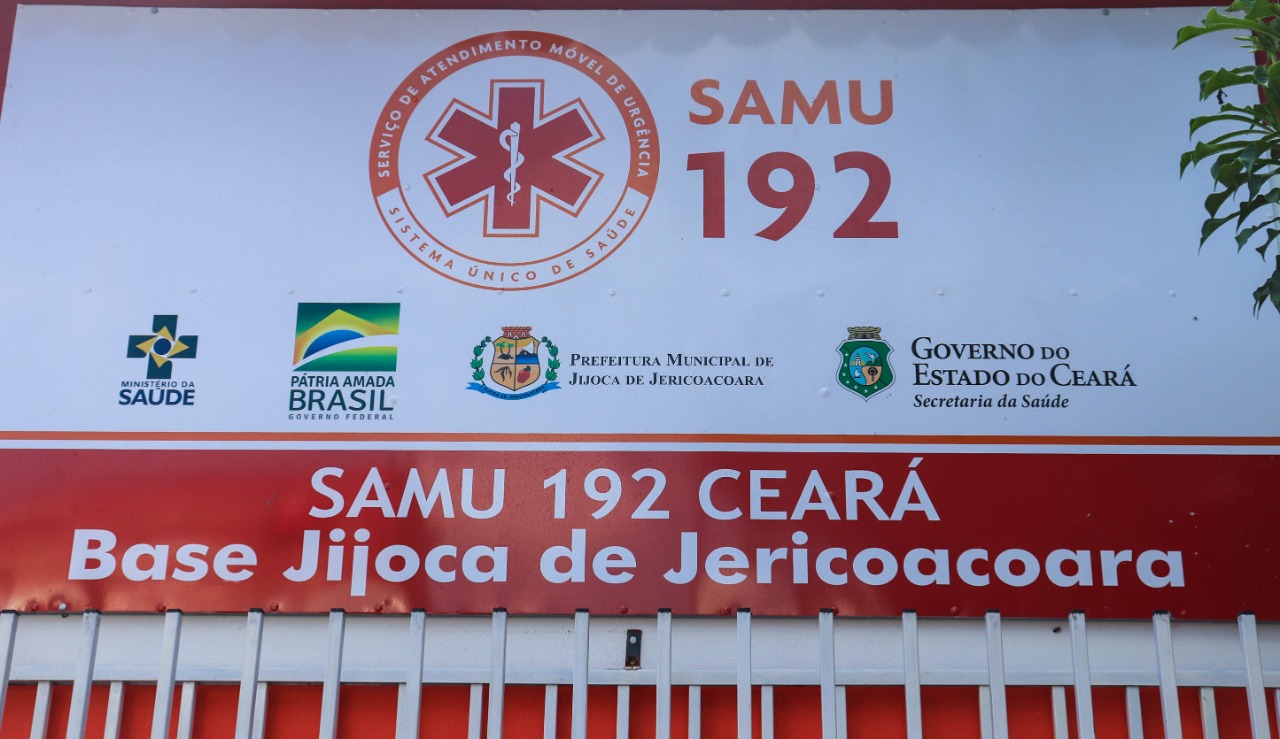 SERVIÇO DE ATENDIMENTO MÓVEL DE URGÊNCIA
SISTEMA ÚNICO DE SAÚDE
SAMU
192
MINISTÉRIO DA
SAÚDE
PÁTRIA AMADA
BRASIL
GOVERNO FEDERAL
PREFEITURA MUNICIPAL DE
JIJOCA DE JERICOACOARA
GOVERNO DO
ESTADO DO CEARÁ
Secretaria da Saúde
SAMU 192 CEARÁ
Base Jijoca de Jericoacoara